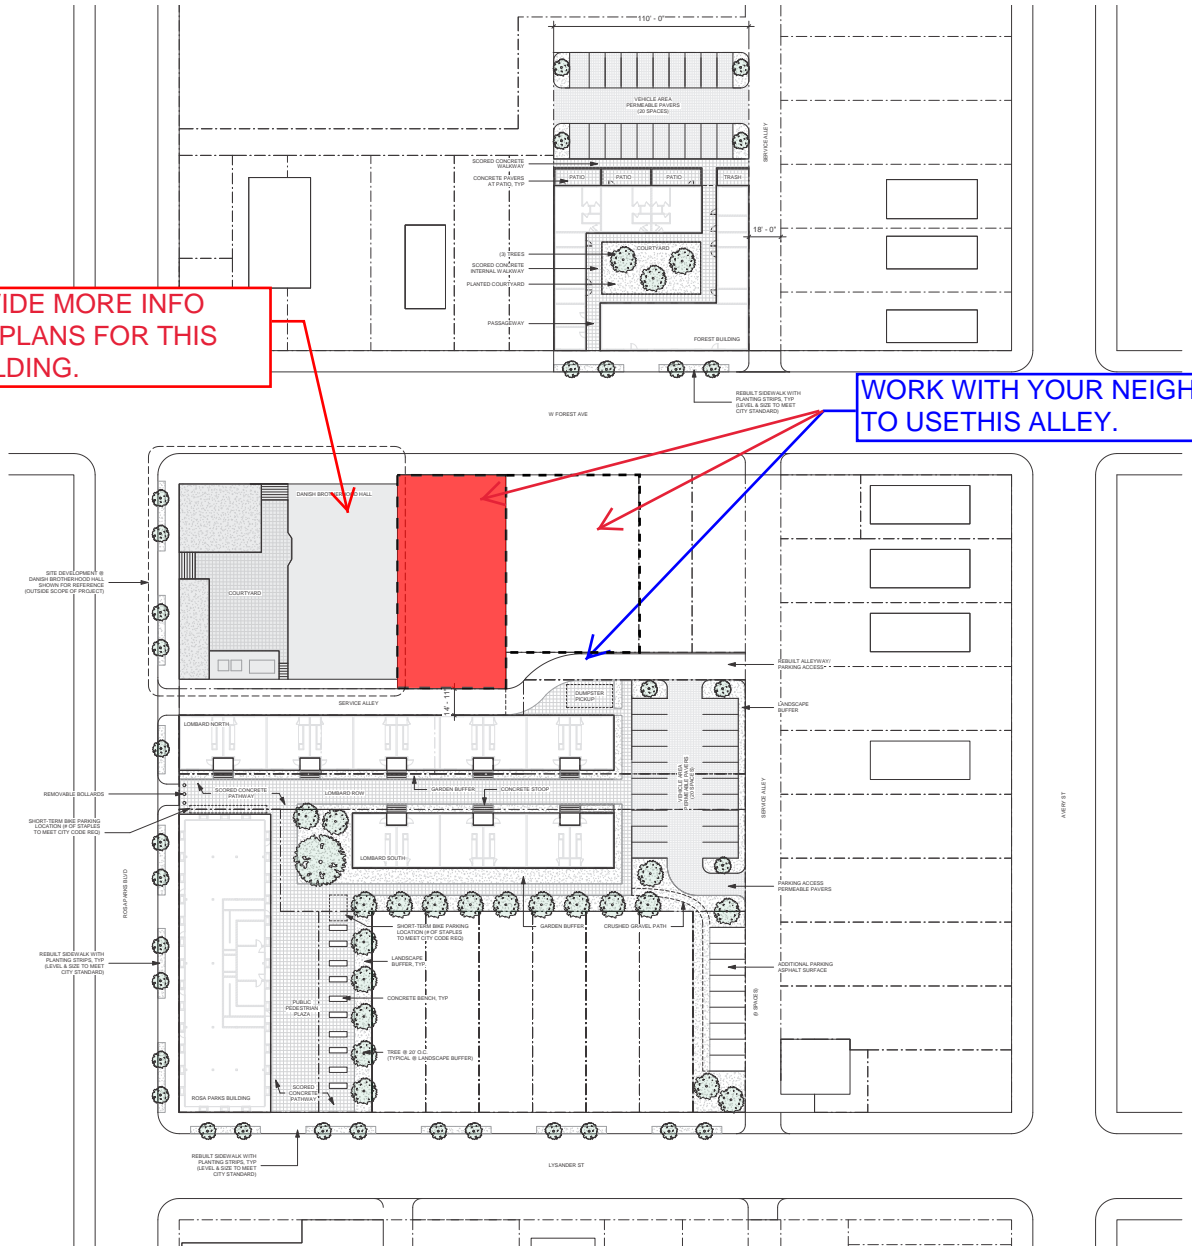 110' - 0"
VEHICLE AREA
PERMEABLE PAVERS
(20 SPACES)
SERVICE ALLEY
SCORED CONCRETE
WALKWAY
CONCRETE PAVERS
AT PATIO, TYP
PATIO
PATIO
PATIO
TRASH
18' - 0"
COURTYARD
(3) TREES
SCORED CONCRETE
INTERNAL WALKWAY
PLANTED COURTYARD
PASSAGEWAY
FOREST BUILDING
IDE MORE INFO
PLANS FOR THIS
LDING.
REBUILT SIDEWALK WITH
PLANTING STRIPS, TYP
(LEVEL & SIZE TO MEET
CITY STANDARD)
W FOREST AVE
WORK WITH YOUR NEIGH
TO USETHIS ALLEY.
DANISH BROTHERHOOD HALL
SITE DEVELOPMENT @
DANISH BROTHERHOOD HALL
SHOWN FOR REFERENCE
(OUTSIDE SCOPE OF PROJECT)
COURTYARD
REBUILT ALLEYWAY/
PARKING ACCESS
SERVICE ALLEY
14' - 11"
DUMPSTER
PICKUP
LANDSCAPE
BUFFER
LOMBARD NORTH
VEHICLE AREA
PERMEABLE PAVERS
(20 SPACES)
REMOVABLE BOLLARDS
SCORED CONCRETE
PATHWAY
LOMBARD ROW
GARDEN BUFFER
CONCRETE STOOP
SERVICE ALLEY
AVERY ST
SHORT-TERM BIKE PARKING
LOCATION (# OF STAPLES
TO MEET CITY CODE REQ)
LOMBARD SOUTH
ROSA PARKS BLVD
PARKING ACCESS
PERMEABLE PAVERS
SHORT-TERM BIKE PARKING
LOCATION (# OF STAPLES
TO MEET CITY CODE REQ)
GARDEN BUFFER
CRUSHED GRAVEL PATH
REBUILT SIDEWALK WITH
PLANTING STRIPS, TYP
(LEVEL & SIZE TO MEET
CITY STANDARD)
LANDSCAPE
BUFFER, TYP
ADDITIONAL PARKING
ASPHALT SURFACE
CONCRETE BENCH, TYP
PUBLIC
PEDESTRIAN
PLAZA
TREE @ 20' O.C.
(TYPICAL @ LANDSCAPE BUFFER)
SCORED
CONCRETE
PATHWAY
ROSA PARKS BUILDING
REBUILT SIDEWALK WITH
PLANTING STRIPS, TYP
(LEVEL & SIZE TO MEET
CITY STANDARD)
LYSANDER ST